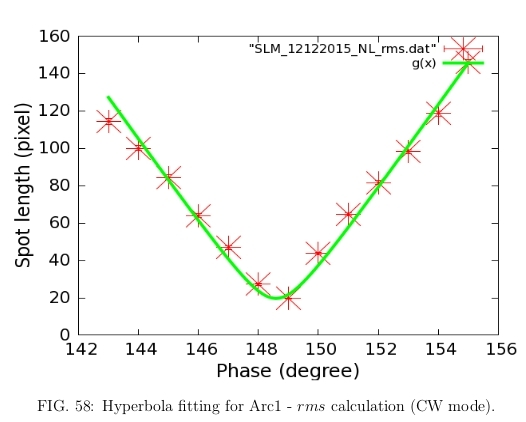 160
140
120
100
80
60
40
20
0
Spot length (pixel)
"SLM_12122015_NL_rms.dat"
g(x)
142 144 146 148 150 152 154 156
Phase (degree)
FIG. 58: Hyperbola fitting for Arc1 - rms calculation (CW mode).